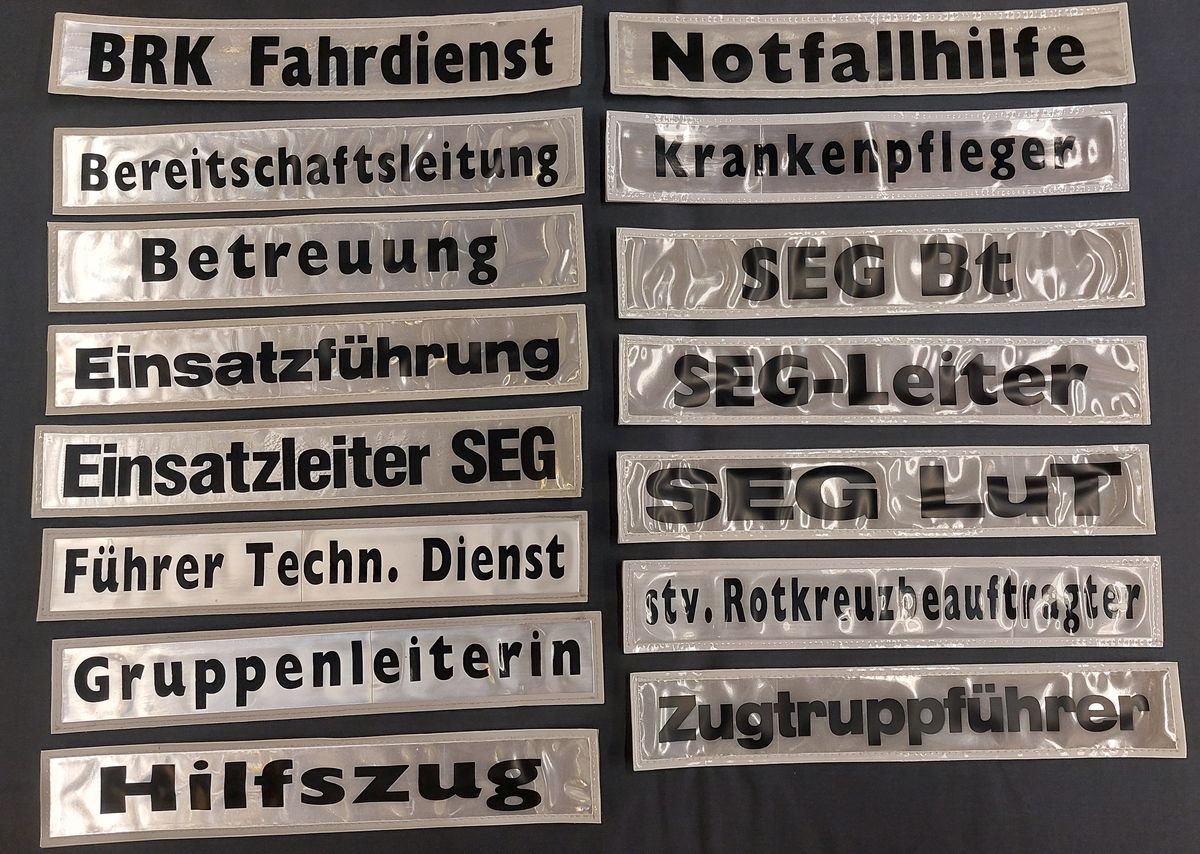 BRK Fahrdienst
Bereitschaftsleitung
Betreuung
Einsatzführung
Einsatzleiter SEG
Führer Techn. Dienst
Gruppenleiterin
Hilfszug
Notfallhilfe
Krankenpfleger
SEG Bt
SEG-Leiter
SEG LuT
stv. Rotkreuzbeauftragter
Zugtruppführer